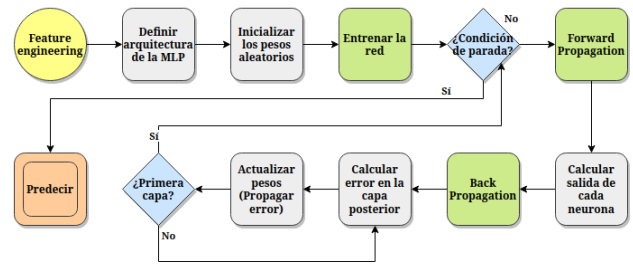 Feature
engineering
Definir
arquitectura
de la MLP
Inicializar
los pesos
aleatorios
Entrenar la
red
¿Condición
de parada?
No
Forward
Propagation
Sí
Sí
Predecir
¿Primera
capa?
No
Actualizar
pesos
(Propagar
error)
Calcular
error en la
capa
posterior
Back
Propagation
Calcular
salida de
cada
neurona